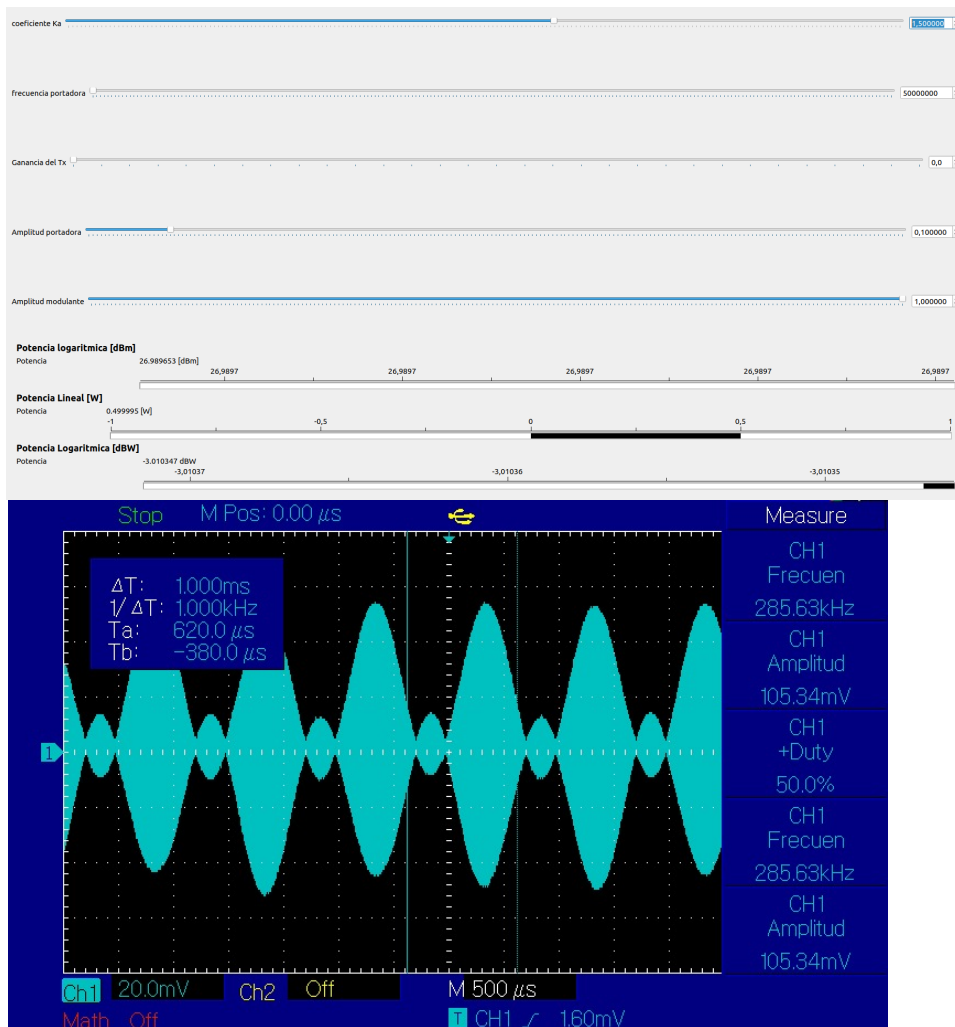 coeficiente Ka 1,500000
frecuencia portadora 50000000
Ganancia del Tx 0,0
Amplitud portadora 0,100000
Amplitud modulante 1,000000
Potencia logaritmica [dBm]
Potencia 26.989653 [dBm]
26,9897 26,9897 26,9897 26,9897 26,9897
Potencia Lineal [W]
Potencia 0.499995 [W]
-1 -0,5 0 0,5 1
Potencia Logaritmica [dBW]
Potencia -3.010347 dBW
-3,01037 -3,01036 -3,01035
Stop M Pos: 0.00 μs Measure
ΔT: 1.000ms
1/ΔT: 1.000kHz
Ta: 620.0 μs
Tb: -380.0 μs
1
CH1
Frecuen
285.63kHz
CH1
Amplitud
105.34mV
CH1
+Duty
50.0%
CH1
Frecuen
285.63kHz
CH1
Amplitud
105.34mV
Ch1 20.0mV Ch2 Off M 500 μs
Math Off T CH1 1.60mV